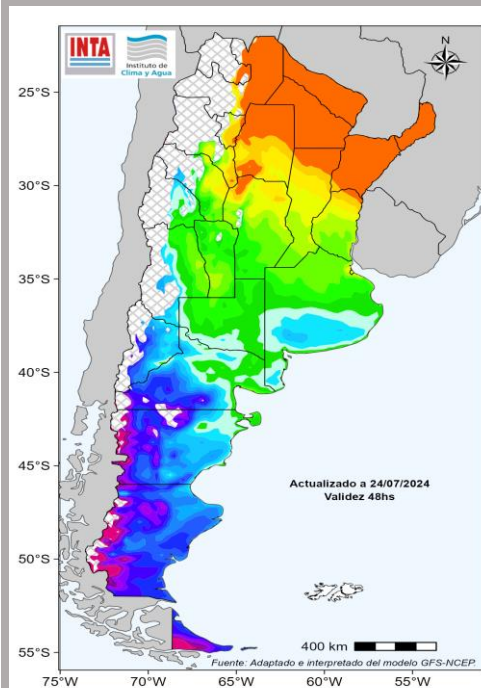 INTA
Instituto de
Clima y Agua
N
25°S
30°S
35°S
40°S
45°S
50°S
55°S
Actualizado a 24/07/2024
Validez 48hs
400 km
Fuente: Adaptado e interpretado del modelo GFS-NCEP.
75°W
70°W
65°W
60°W
55°W